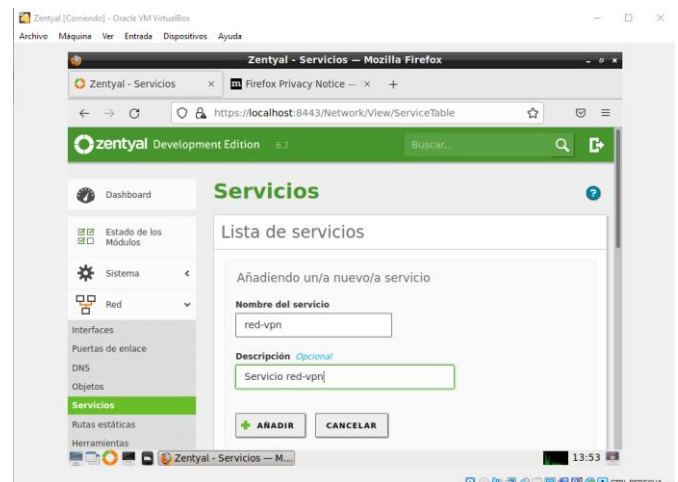 Zentyal [Corriendo] - Oracle VM VirtualBox
Archivo Máquina Ver Entrada Dispositivos Ayuda
Zentyal - Servicios — Mozilla Firefox
Zentyal - Servicios × Firefox Privacy Notice — × +
https://localhost:8443/Network/View/ServiceTable
zentyal Development Edition 6.2 Buscar...
Dashboard
Estado de los
Módulos
Sistema
Red
Interfaces
Puertas de enlace
DNS
Objetos
Servicios
Rutas estáticas
Herramientas
Servicios
Lista de servicios
Añadiendo un/a nuevo/a servicio
Nombre del servicio
red-vpn
Descripción Opcional
Servicio red-vpn
+ AÑADIR CANCELAR
Zentyal - Servicios — M... 13:53
CTRL DERECHA